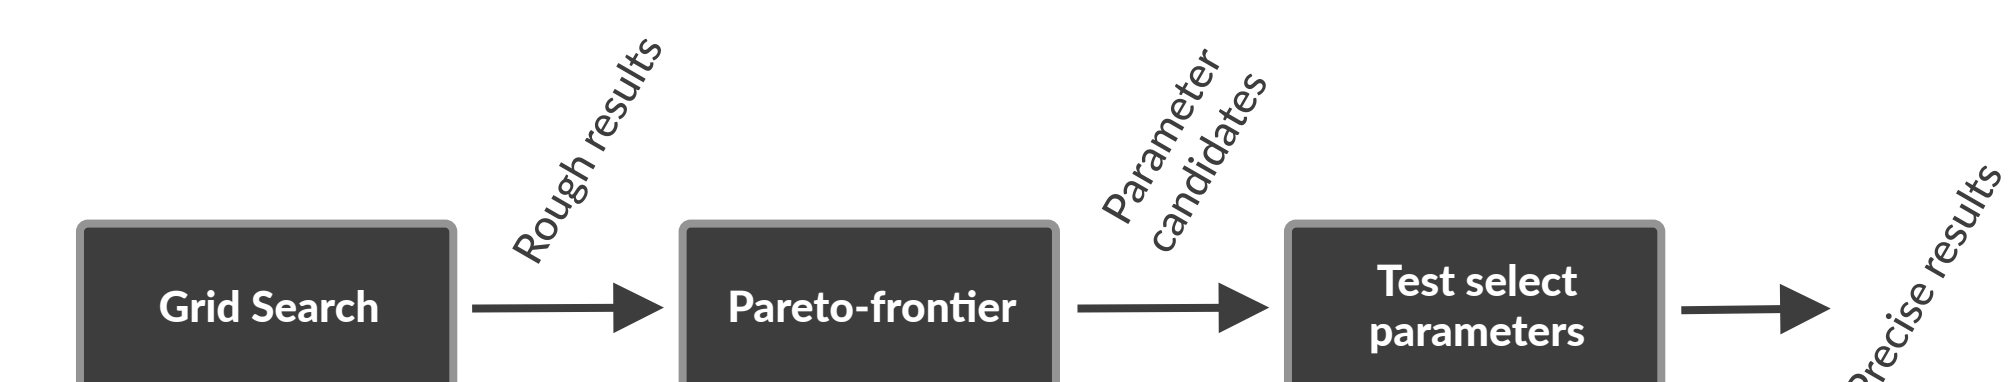 Grid Search
Rough results
Pareto-frontier
Parameter
candidates
Test select
parameters
Precise results